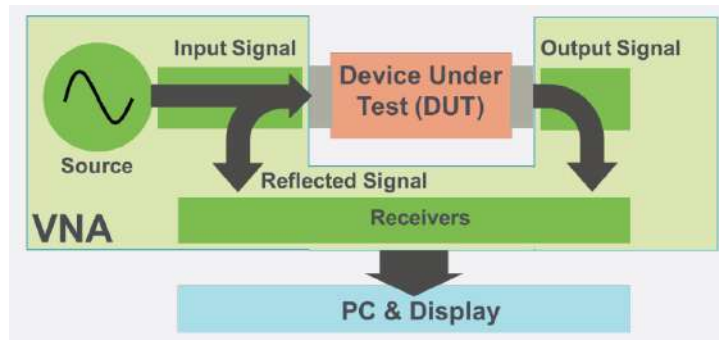 Input Signal
Output Signal
Device Under
Test (DUT)
Source
Reflected Signal
VNA
Receivers
PC & Display